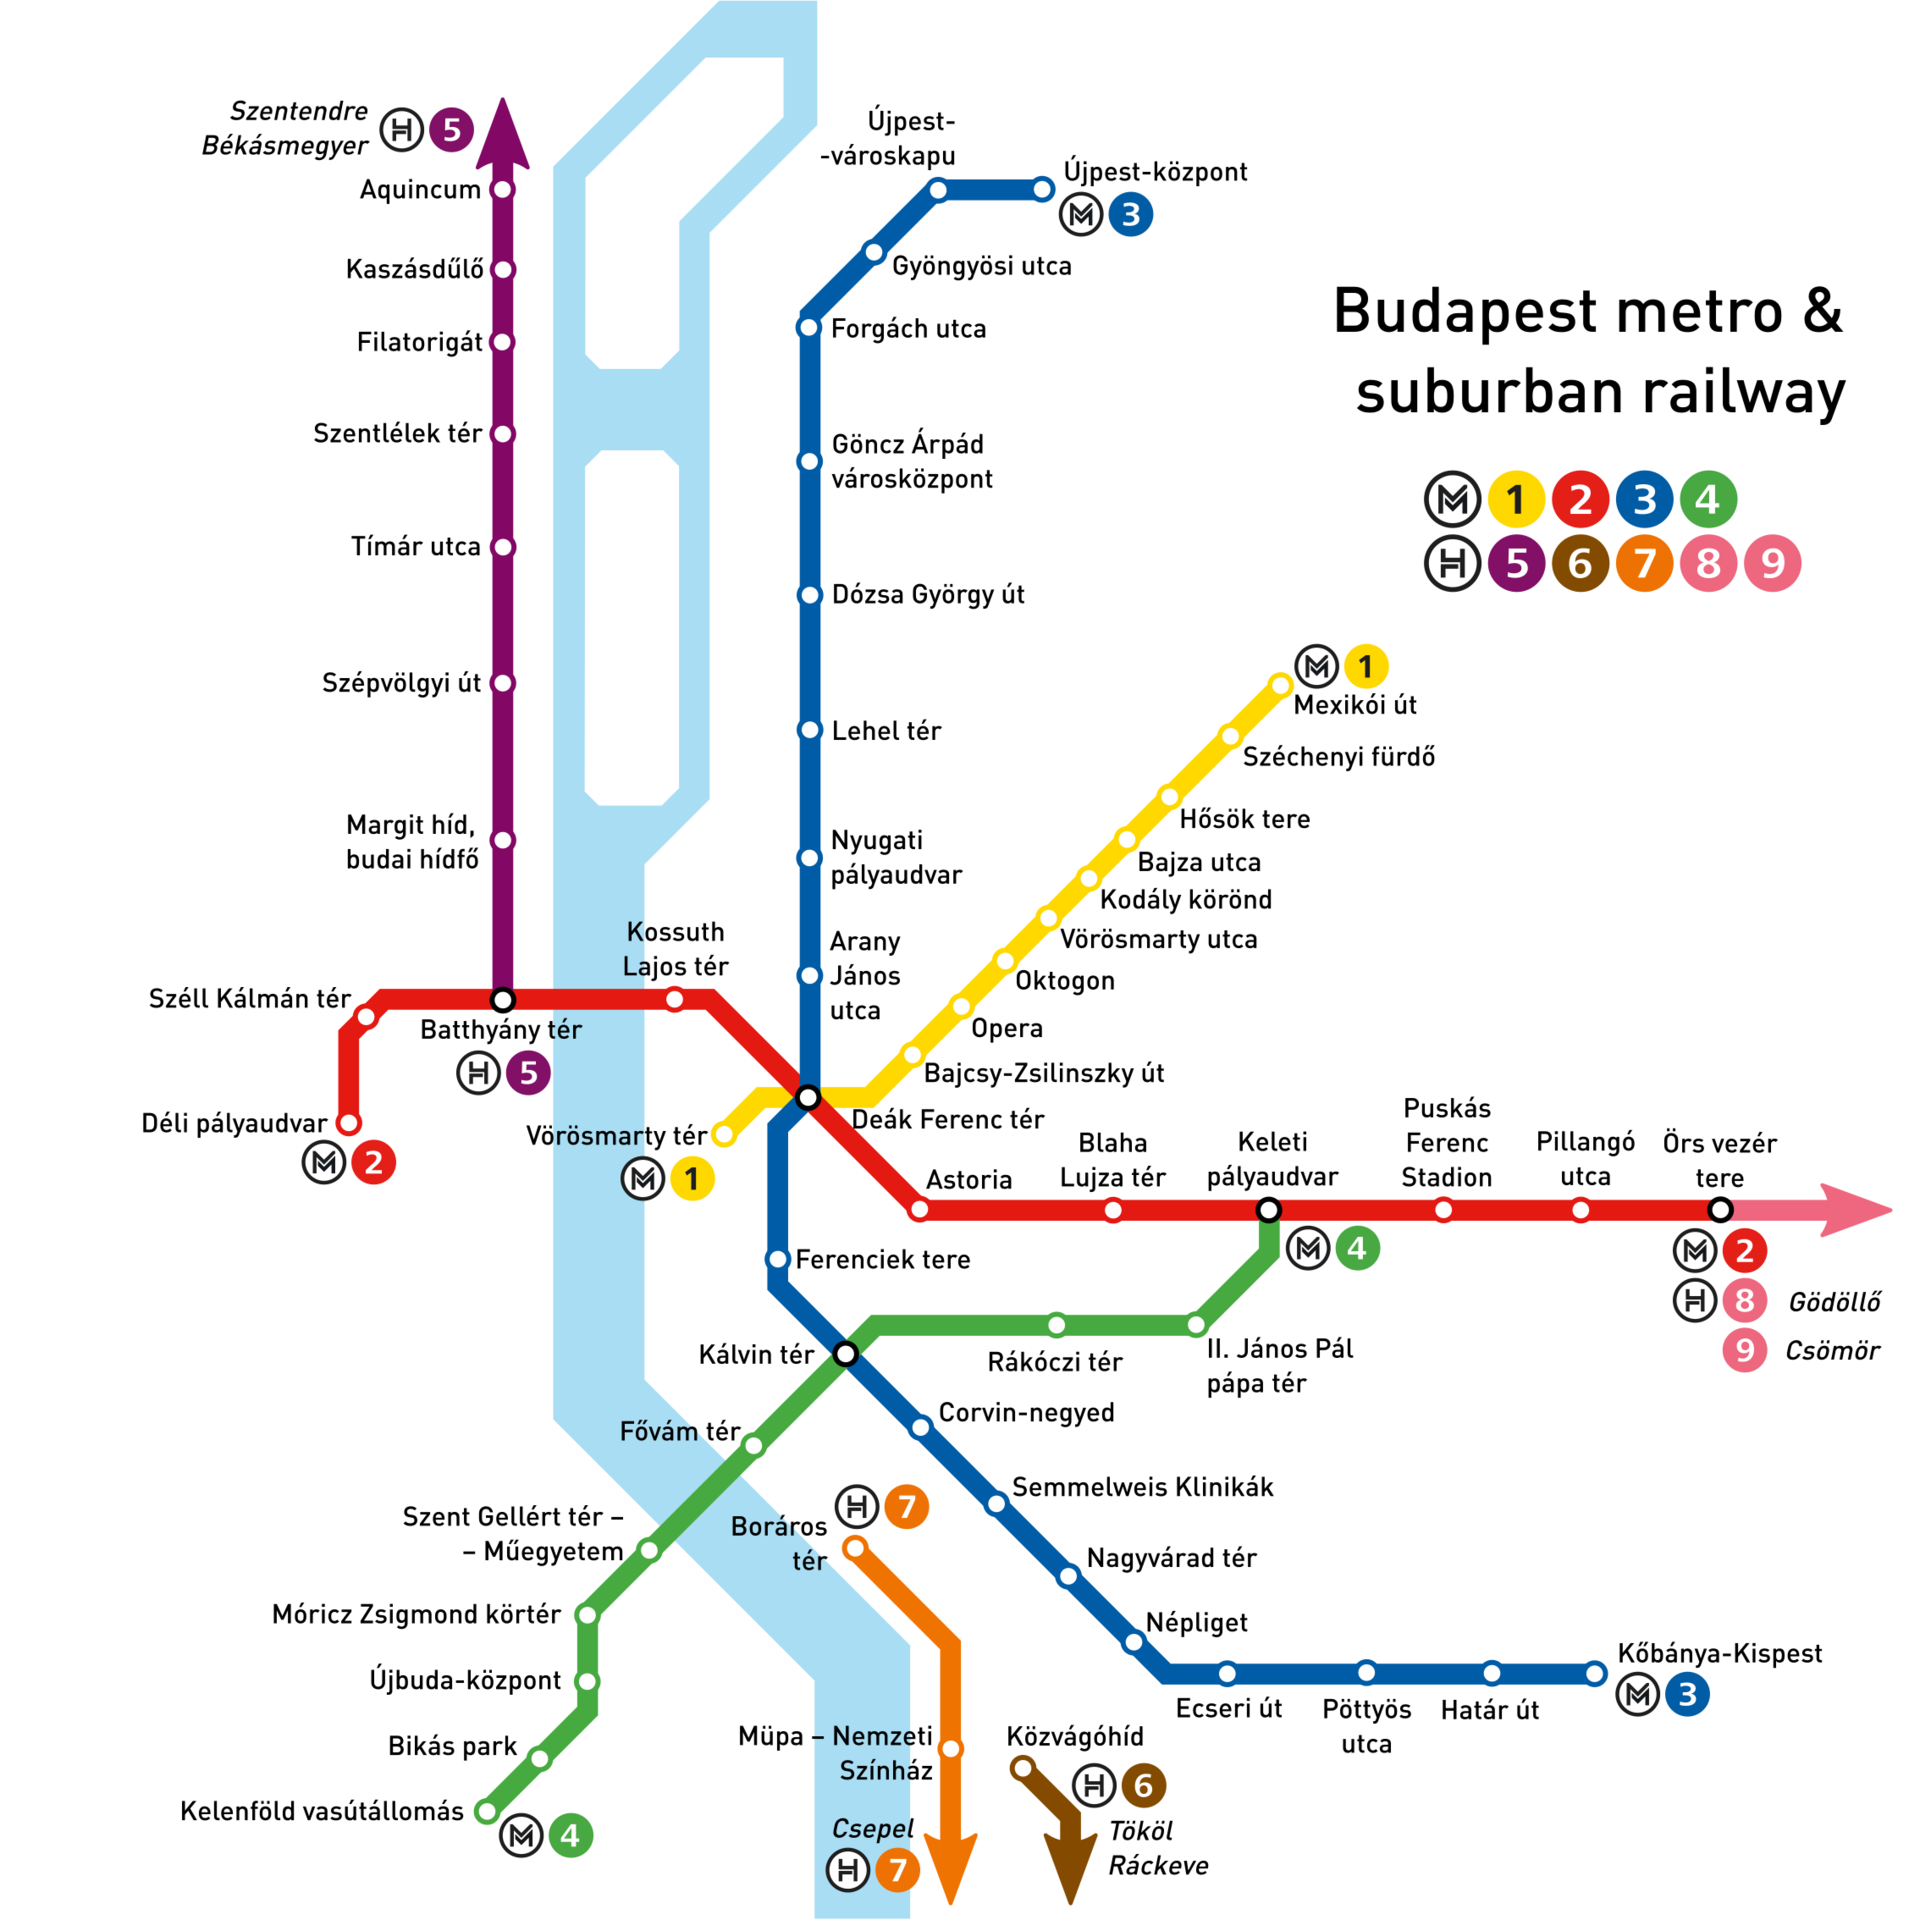 Budapest metro &
suburban railway
M 1 2 3 4
H 5 6 7 8 9
Szentendre
Békásmegyer
H 5
Aquincum
Kaszásdűlő
Filatorigát
Szentlélek tér
Tímár utca
Szépvölgyi út
Margit híd,
budai hídfő
Batthyány tér
H 5
Újpest-
-városkapu
Újpest-központ
M 3
Gyöngyösi utca
Forgách utca
Göncz Árpád
városközpont
Dózsa György út
Lehel tér
Nyugati
pályaudvar
Arany
János
utca
M 1
Mexikói út
Széchenyi fürdő
Hősök tere
Bajza utca
Kodály körönd
Vörösmarty utca
Oktogon
Opera
Bajcsy-Zsilinszky út
Deák Ferenc tér
Vörösmarty tér
M 1
Kossuth
Lajos tér
Széll Kálmán tér
Déli pályaudvar
M 2
Astoria
Blaha
Lujza tér
Keleti
pályaudvar
M 4
Puskás
Ferenc
Stadion
Pillangó
utca
Örs vezér
tere
M 2
H 8 Gödöllő
9 Csömör
Ferenciek tere
Kálvin tér
Rákóczi tér
II. János Pál
pápa tér
Corvin-negyed
Semmelweis Klinikák
Nagyvárad tér
Népliget
Ecseri út
Pöttyös
utca
Határ út
Kőbánya-Kispest
M 3
Fővám tér
Szent Gellért tér –
– Műegyetem
Móricz Zsigmond körtér
Újbuda-központ
Bikás park
Kelenföld vasútállomás
M 4
H 7
Boráros
tér
Müpa – Nemzeti
Színház
Csepel
H 7
Közvágóhíd
H 6
Tököl
Ráckeve